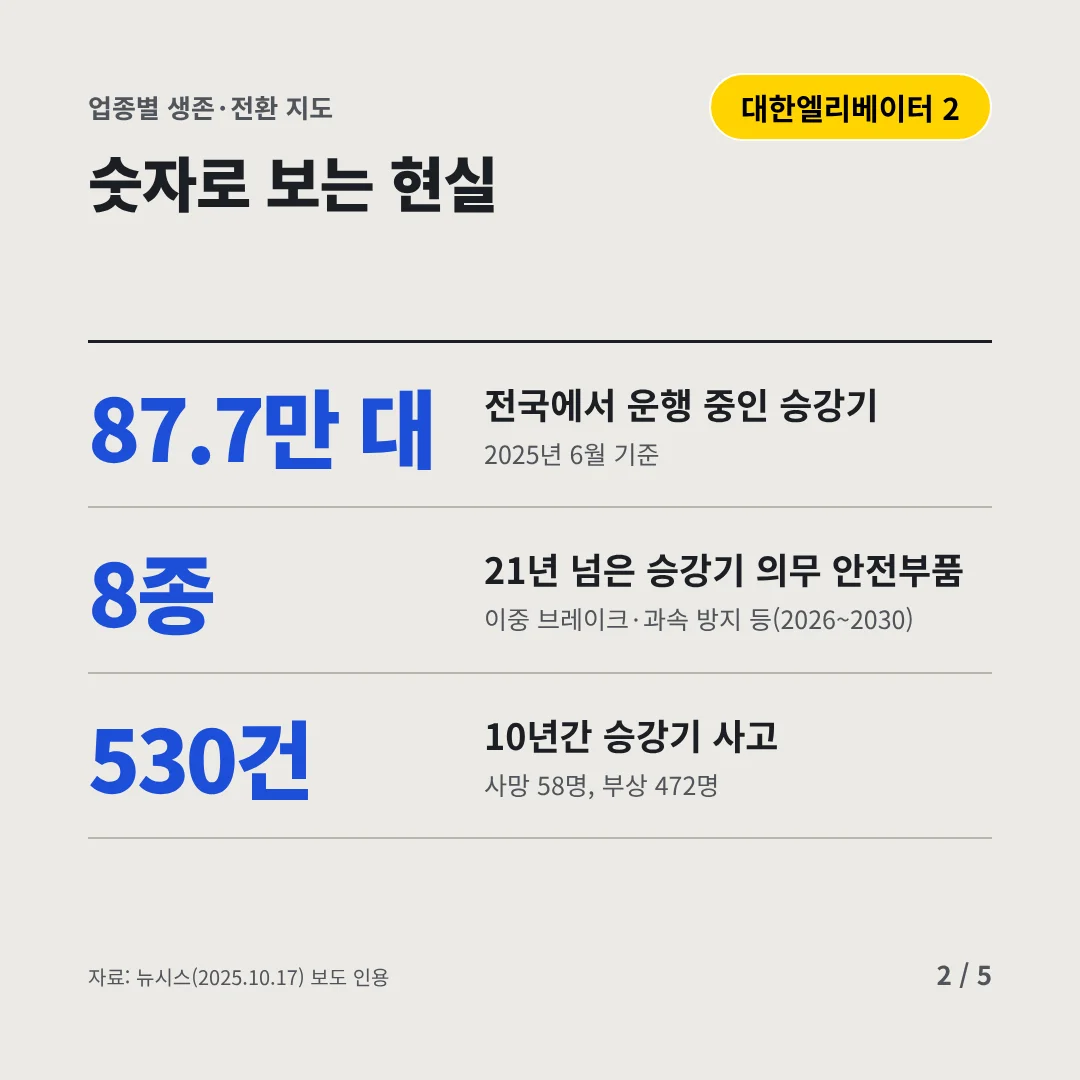 업종별 생존·전환 지도
대한엘리베이터 2
숫자로 보는 현실
87.7만 대
전국에서 운행 중인 승강기
2025년 6월 기준
8종
21년 넘은 승강기 의무 안전부품
이중 브레이크·과속 방지 등(2026~2030)
530건
10년간 승강기 사고
사망 58명, 부상 472명
자료: 뉴시스(2025.10.17) 보도 인용
2 / 5